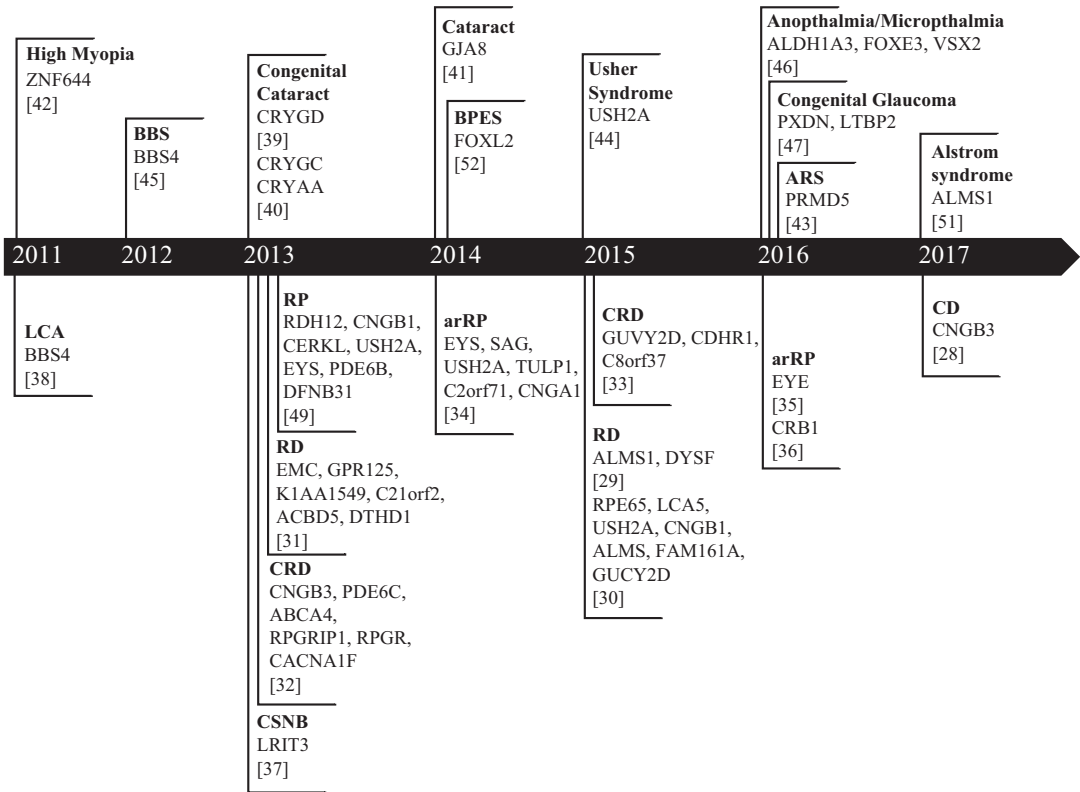 High Myopia
ZNF644
[42]
BBS
BBS4
[45]
Congenital
Cataract
CRYGD
[39]
CRYGC
CRYAA
[40]
Cataract
GJA8
[41]
BPES
FOXL2
[52]
Usher
Syndrome
USH2A
[44]
Anopthalmia/Micropthalmia
ALDH1A3, FOXE3, VSX2
[46]
Congenital Glaucoma
PXDN, LTBP2
[47]
ARS
PRMD5
[43]
Alstrom
syndrome
ALMS1
[51]
2011 2012 2013 2014 2015 2016 2017
LCA
BBS4
[38]
RP
RDH12, CNGB1,
CERKL, USH2A,
EYS, PDE6B,
DFNB31
[49]
RD
EMC, GPR125,
K1AA1549, C21orf2,
ACBD5, DTHD1
[31]
CRD
CNGB3, PDE6C,
ABCA4,
RPGRIP1, RPGR,
CACNA1F
[32]
CSNB
LRIT3
[37]
arRP
EYS, SAG,
USH2A, TULP1,
C2orf71, CNGA1
[34]
CRD
GUVY2D, CDHR1,
C8orf37
[33]
RD
ALMS1, DYSF
[29]
RPE65, LCA5,
USH2A, CNGB1,
ALMS, FAM161A,
GUCY2D
[30]
arRP
EYE
[35]
CRB1
[36]
CD
CNGB3
[28]